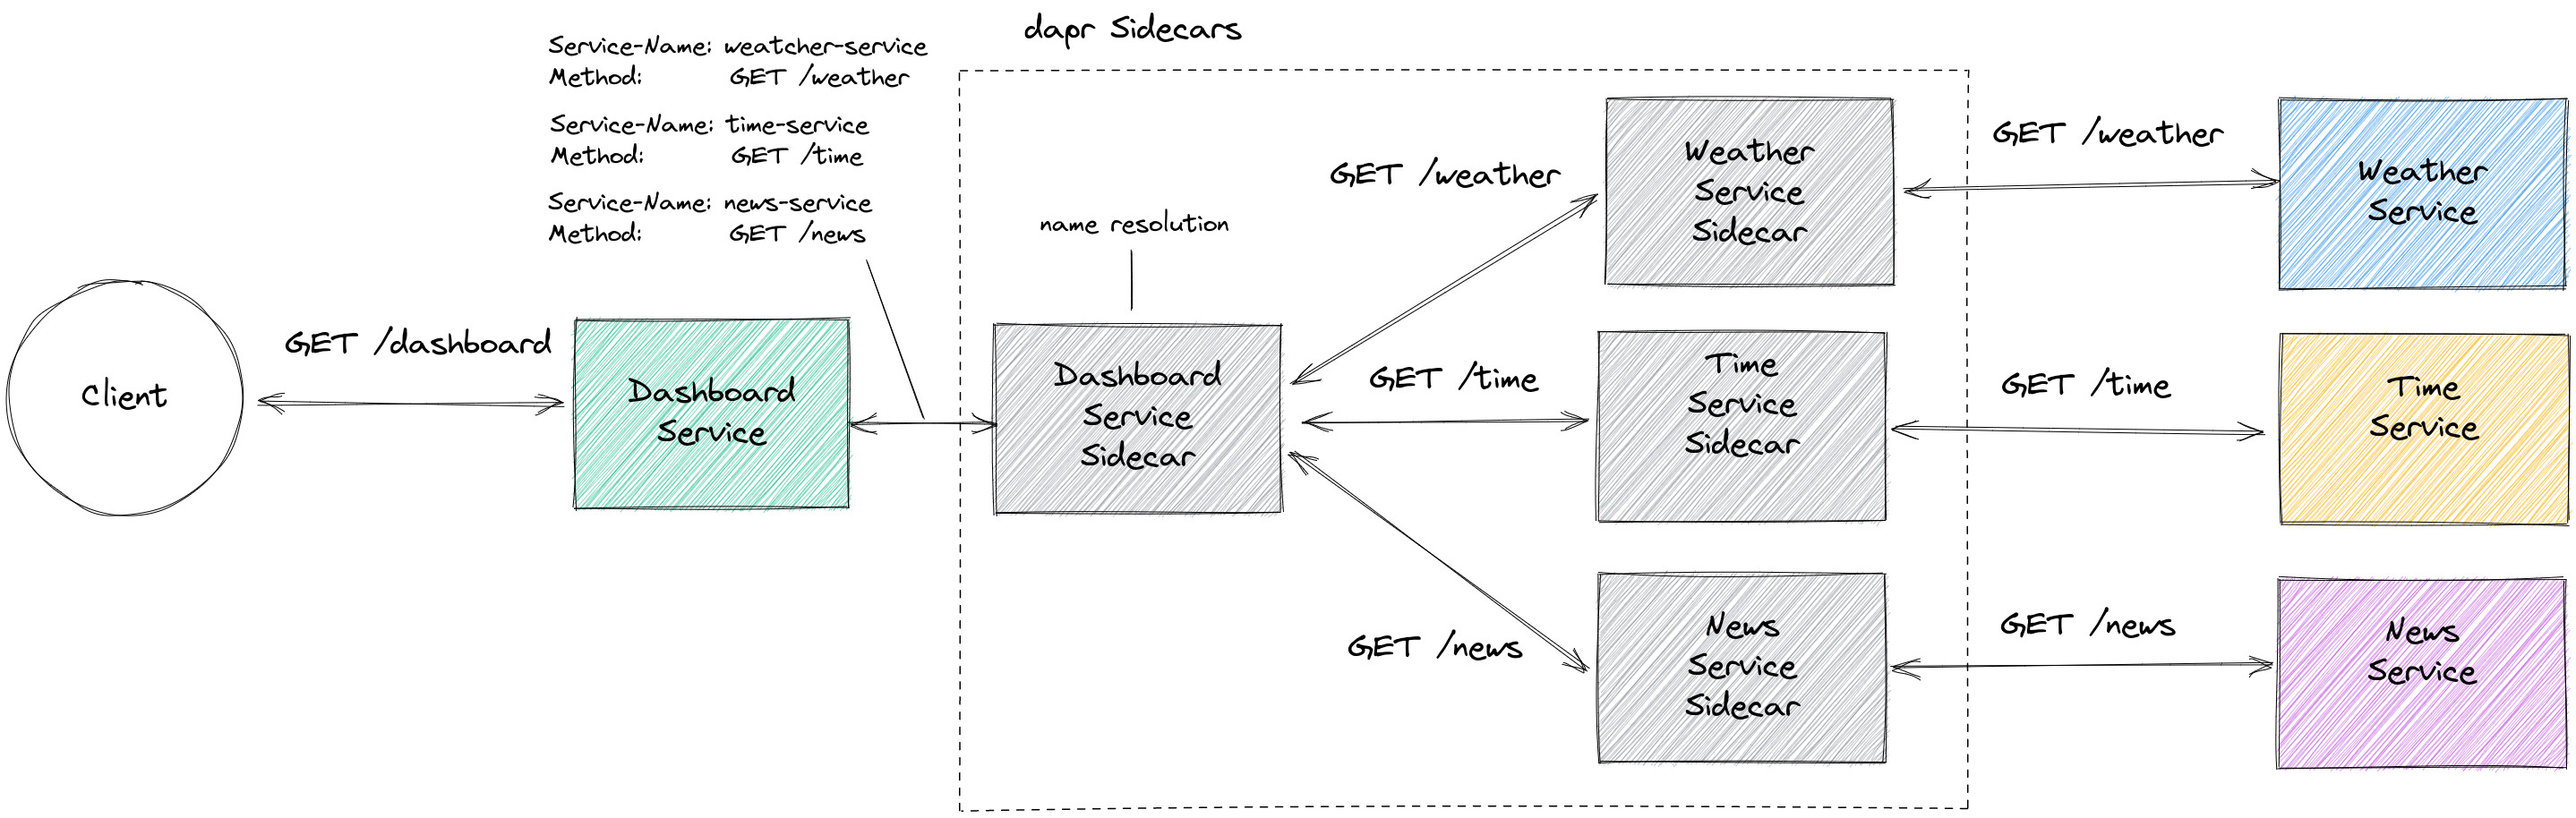 dapr Sidecars
Service-Name: weatcher-service
Method: GET /weather
Service-Name: time-service
Method: GET /time
Service-Name: news-service
Method: GET /news
Client
GET /dashboard
Dashboard
Service
name resolution
Dashboard
Service
Sidecar
GET /weather
GET /time
GET /news
Weather
Service
Sidecar
Time
Service
Sidecar
News
Service
Sidecar
GET /weather
GET /time
GET /news
Weather
Service
Time
Service
News
Service